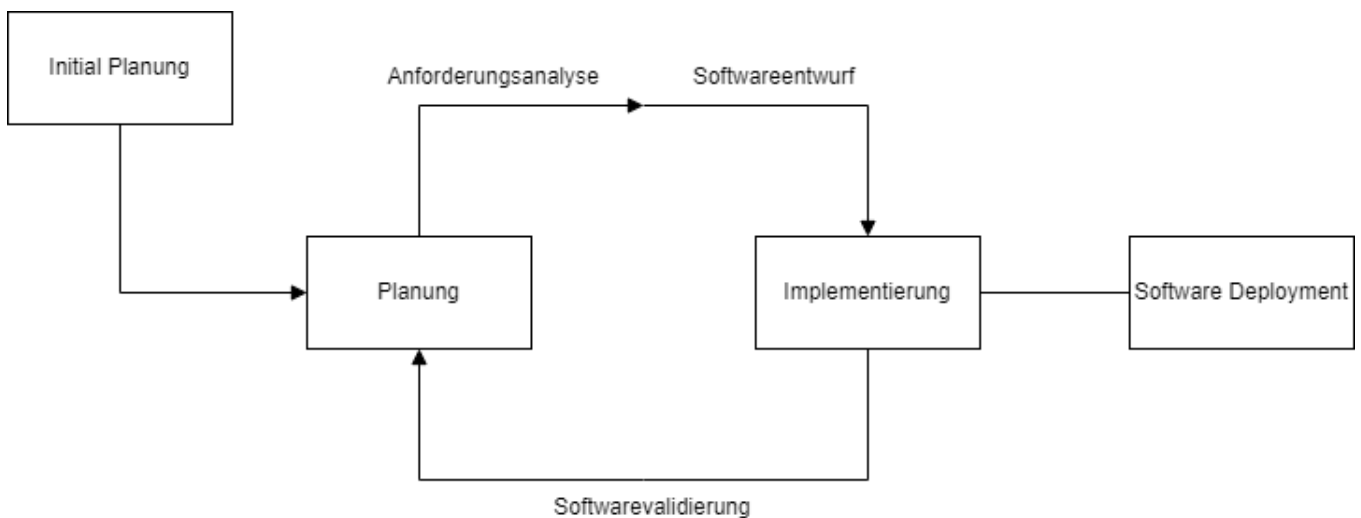 Initial Planung
Anforderungsanalyse
Softwareentwurf
Planung
Implementierung
Software Deployment
Softwarevalidierung